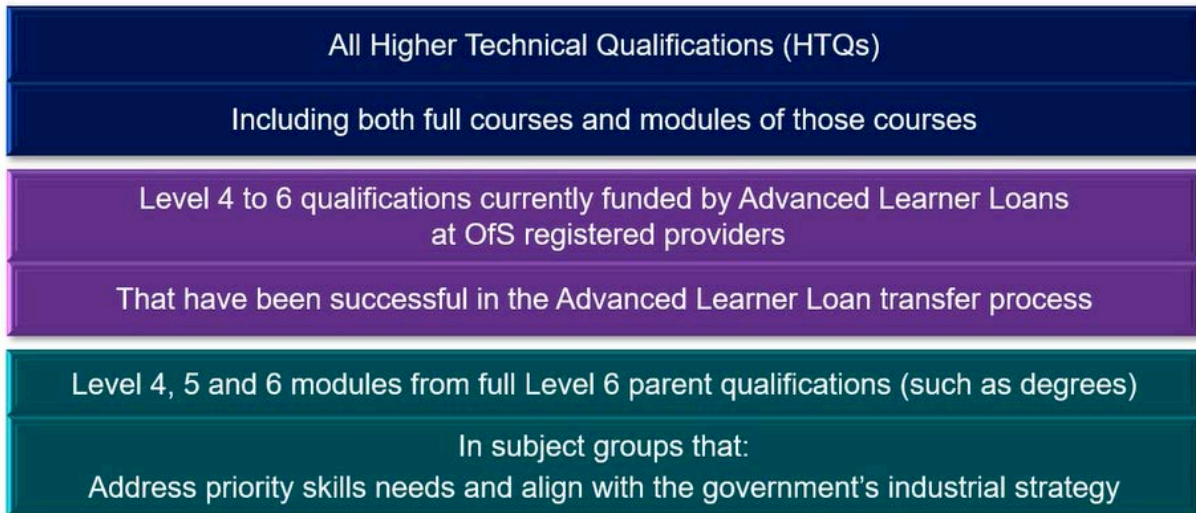 All Higher Technical Qualifications (HTQs)
Including both full courses and modules of those courses
Level 4 to 6 qualifications currently funded by Advanced Learner Loans
at OfS registered providers
That have been successful in the Advanced Learner Loan transfer process
Level 4, 5 and 6 modules from full Level 6 parent qualifications (such as degrees)
In subject groups that:
Address priority skills needs and align with the government’s industrial strategy